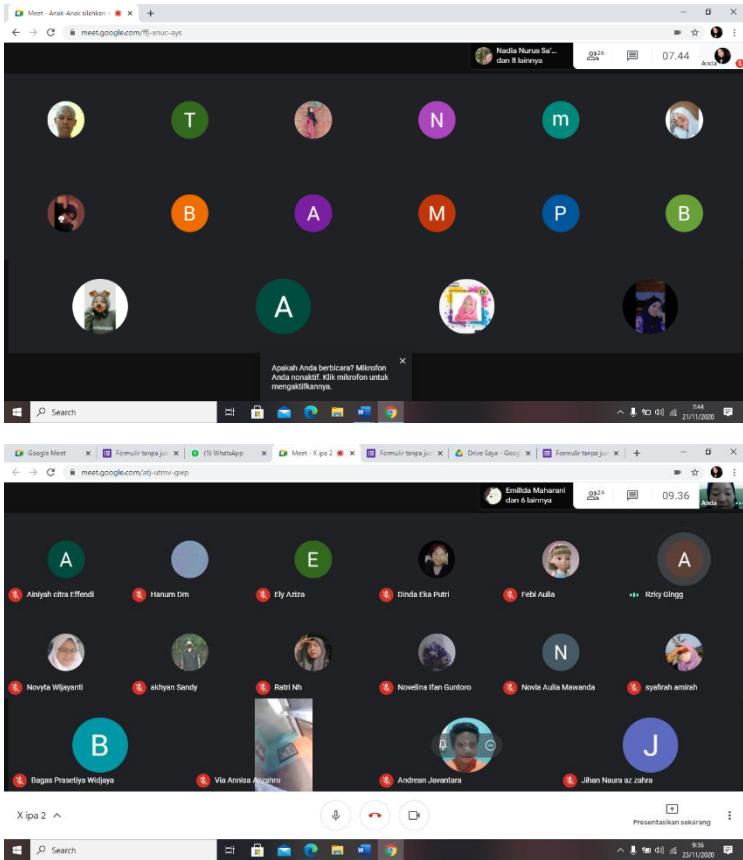 Meet - Anak-Anak silahkan
meet.google.com/ffj-xnuc-ays
Nadia Nurus Sa'...
dan 8 lainnya
26
07.44
Anda
T
N
m
B
A
M
P
B
A
Apakah Anda berbicara? Mikrofon
Anda nonaktif. Klik mikrofon untuk
mengaktifkannya.
Search
7:44
21/11/2020
Google Meet
Formulir tanpa ju
(1) WhatsApp
Meet - X ipa 2
Formulir tanpa ju
Drive Saya - Goog
Formulir tanpa ju
meet.google.com/atj-utmv-gwp
Emilida Maharani
dan 6 lainnya
24
09.36
Anda
A
E
A
Ainiyah citra Effendi
Hanum Dm
Ely Aziza
Dinda Eka Putri
Febi Aulia
Rzky GIngg
N
Novyta Wijayanti
akhyan Sandy
Ratri Nh
Novelina Ifan Guntoro
Novia Aulia Mawanda
syafirah amirah
B
J
Bagas Prasetiya Widjaya
Via Annisa Azzahro
Andrean Javantara
Jihan Naura az zahra
X ipa 2
Presentasikan sekarang
Search
9:36
23/11/2020